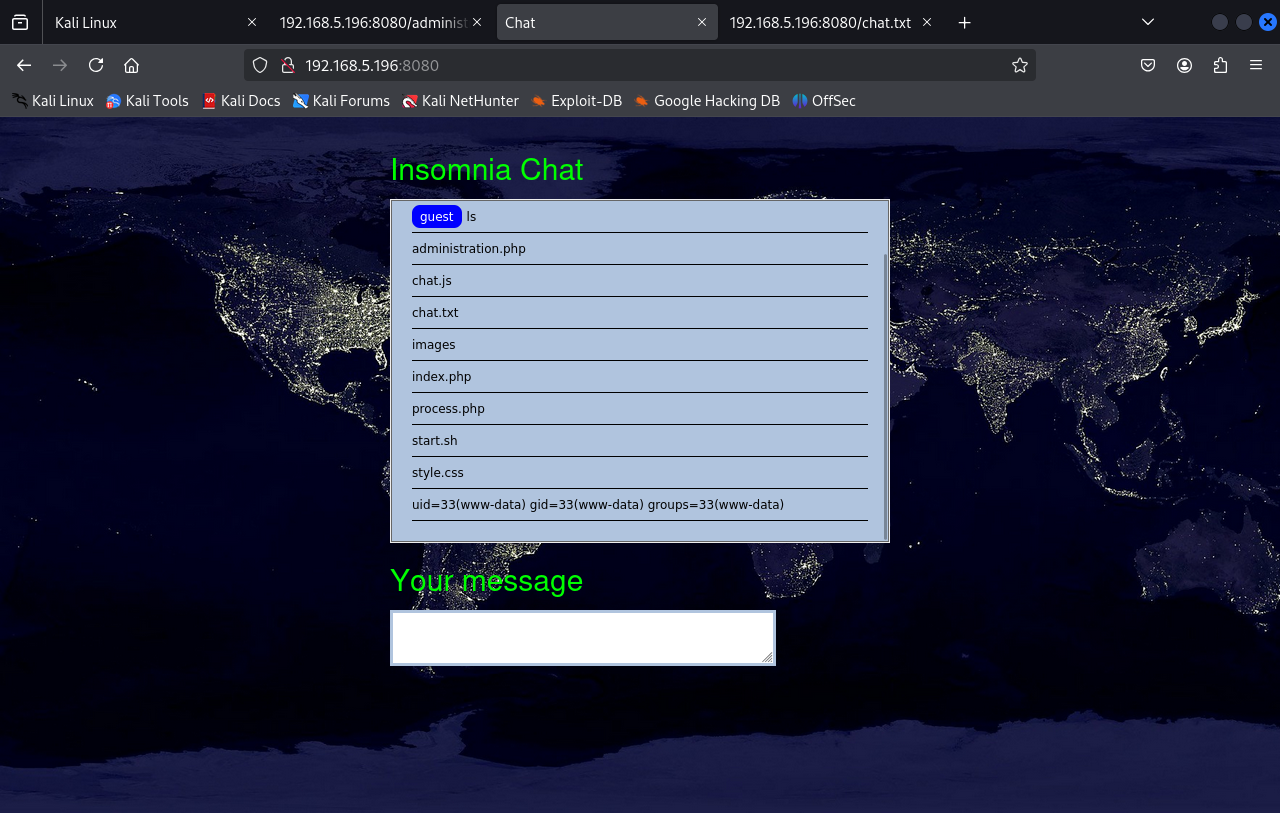 Kali Linux
192.168.5.196:8080/administ
Chat
192.168.5.196:8080/chat.txt
192.168.5.196:8080
Kali Linux
Kali Tools
Kali Docs
Kali Forums
Kali NetHunter
Exploit-DB
Google Hacking DB
OffSec
Insomnia Chat
guest ls
administration.php
chat.js
chat.txt
images
index.php
process.php
start.sh
style.css
uid=33(www-data) gid=33(www-data) groups=33(www-data)
Your message